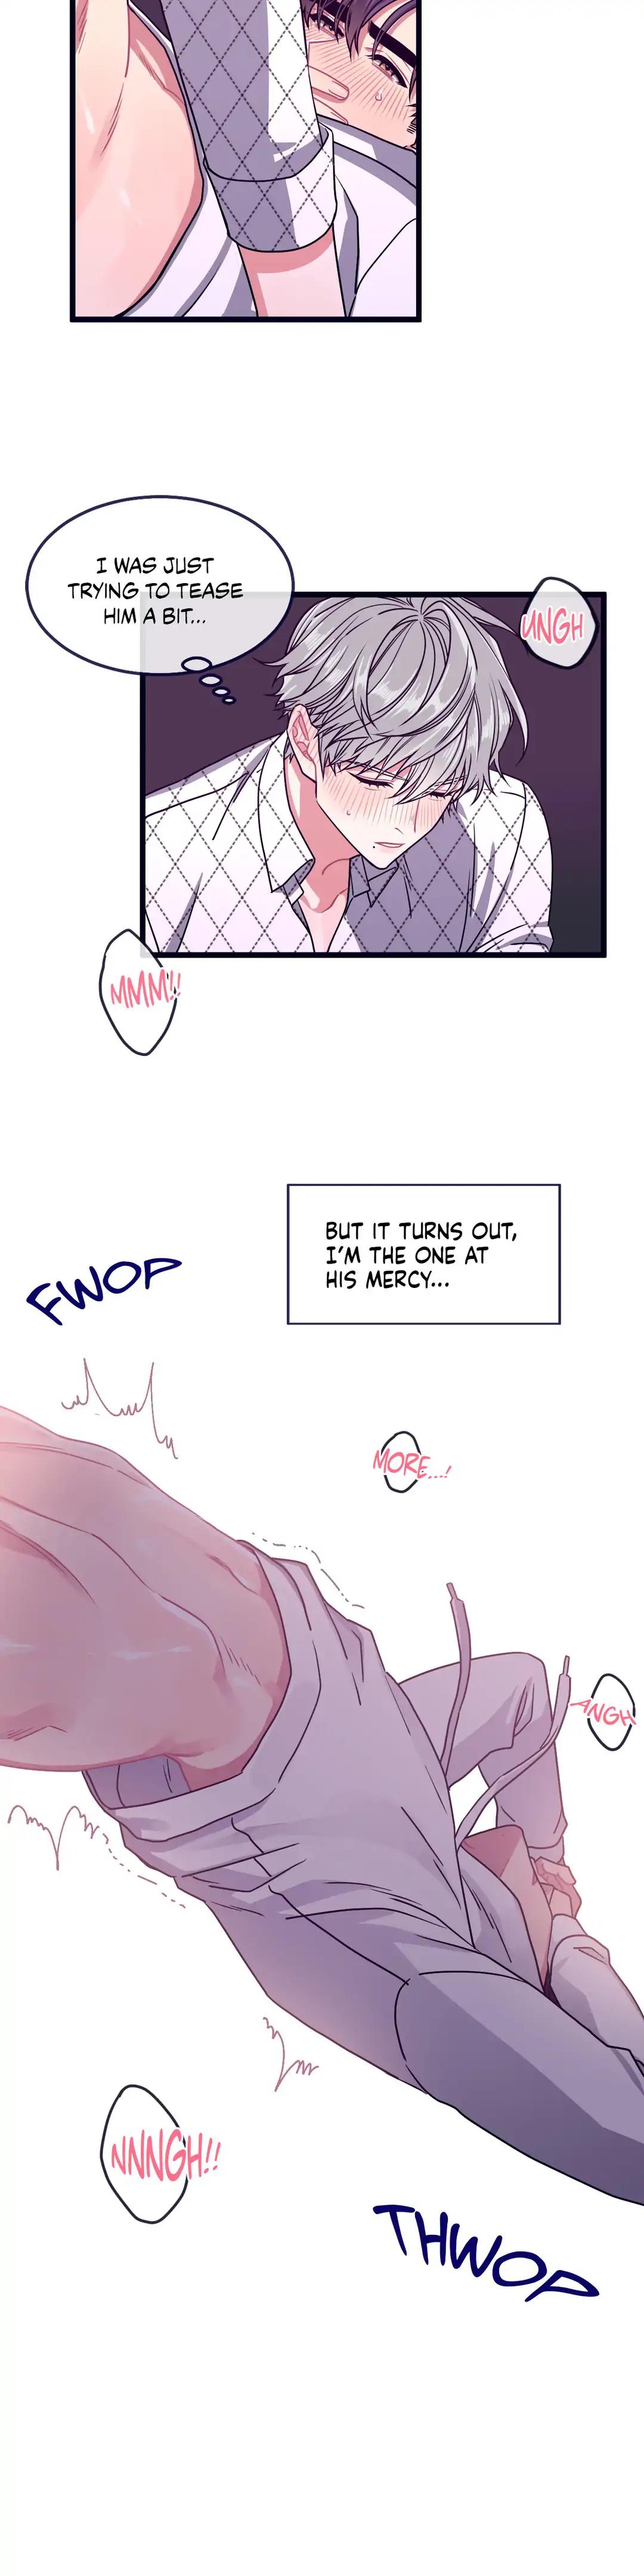 I WAS JUST
TRYING TO TEASE
HIM A BIT...
UNGH
MMM!!
BUT IT TURNS OUT,
I'M THE ONE AT
HIS MERCY...
FWOP
MORE...!
ANGH
NNNGH!!
THWOP